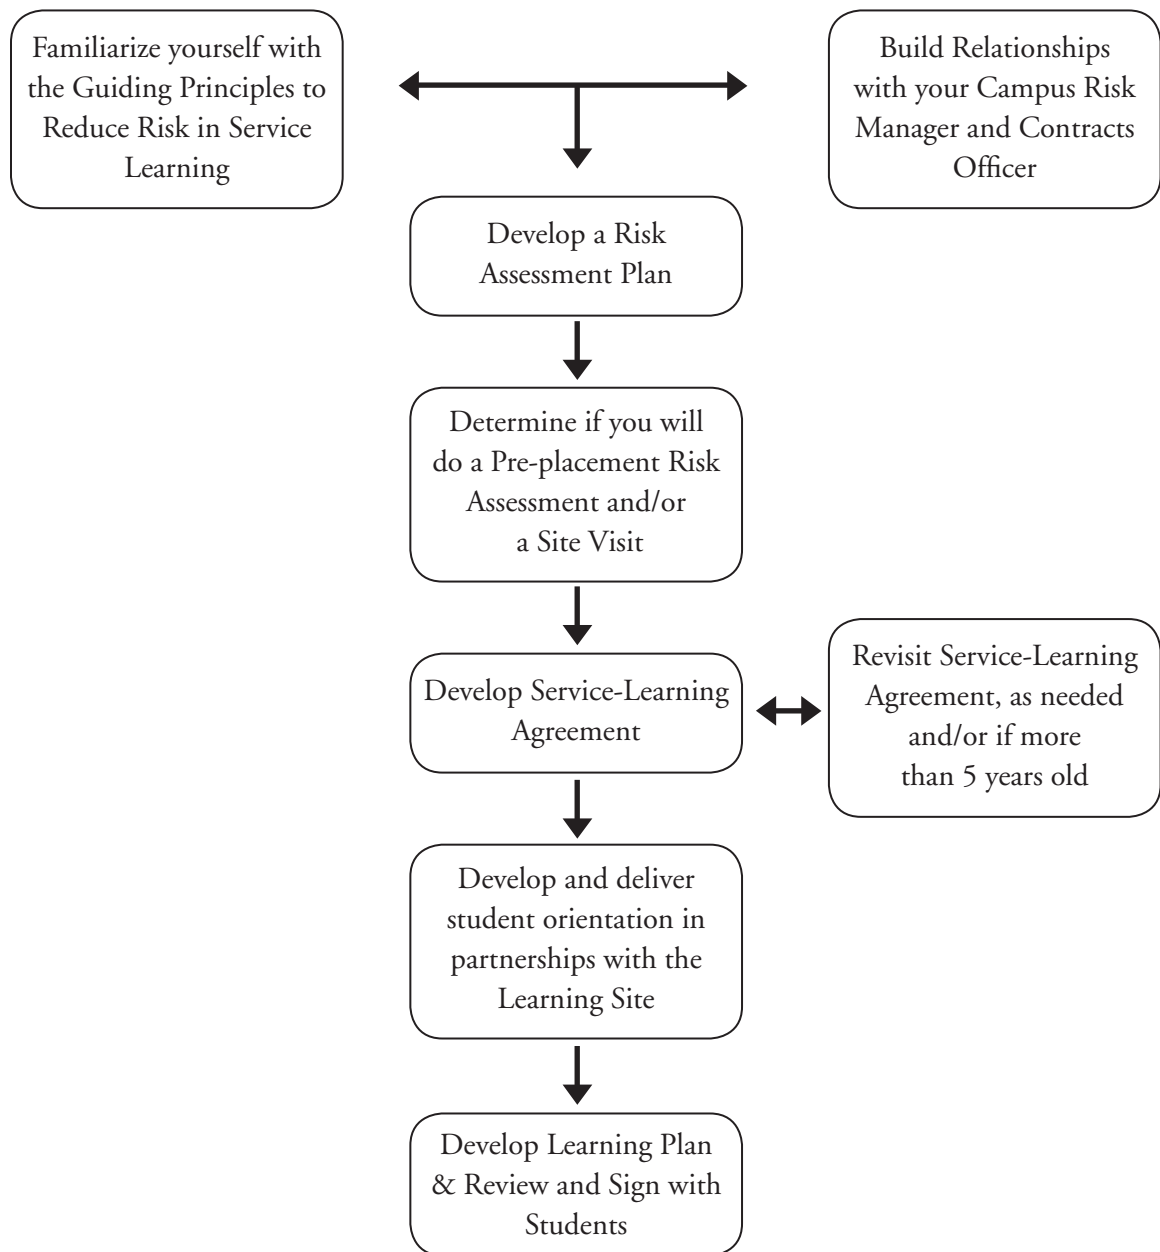 Familiarize yourself with
the Guiding Principles to
Reduce Risk in Service
Learning
Build Relationships
with your Campus Risk
Manager and Contracts
Officer
Develop a Risk
Assessment Plan
Determine if you will
do a Pre-placement Risk
Assessment and/or
a Site Visit
Develop Service-Learning
Agreement
Revisit Service-Learning
Agreement, as needed
and/or if more
than 5 years old
Develop and deliver
student orientation in
partnerships with the
Learning Site
Develop Learning Plan
& Review and Sign with
Students